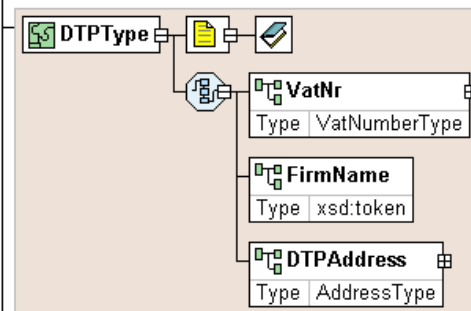 DTPType
VatNr
Type VatNumberType
FirmName
Type xsd:token
DTPAddress
Type AddressType